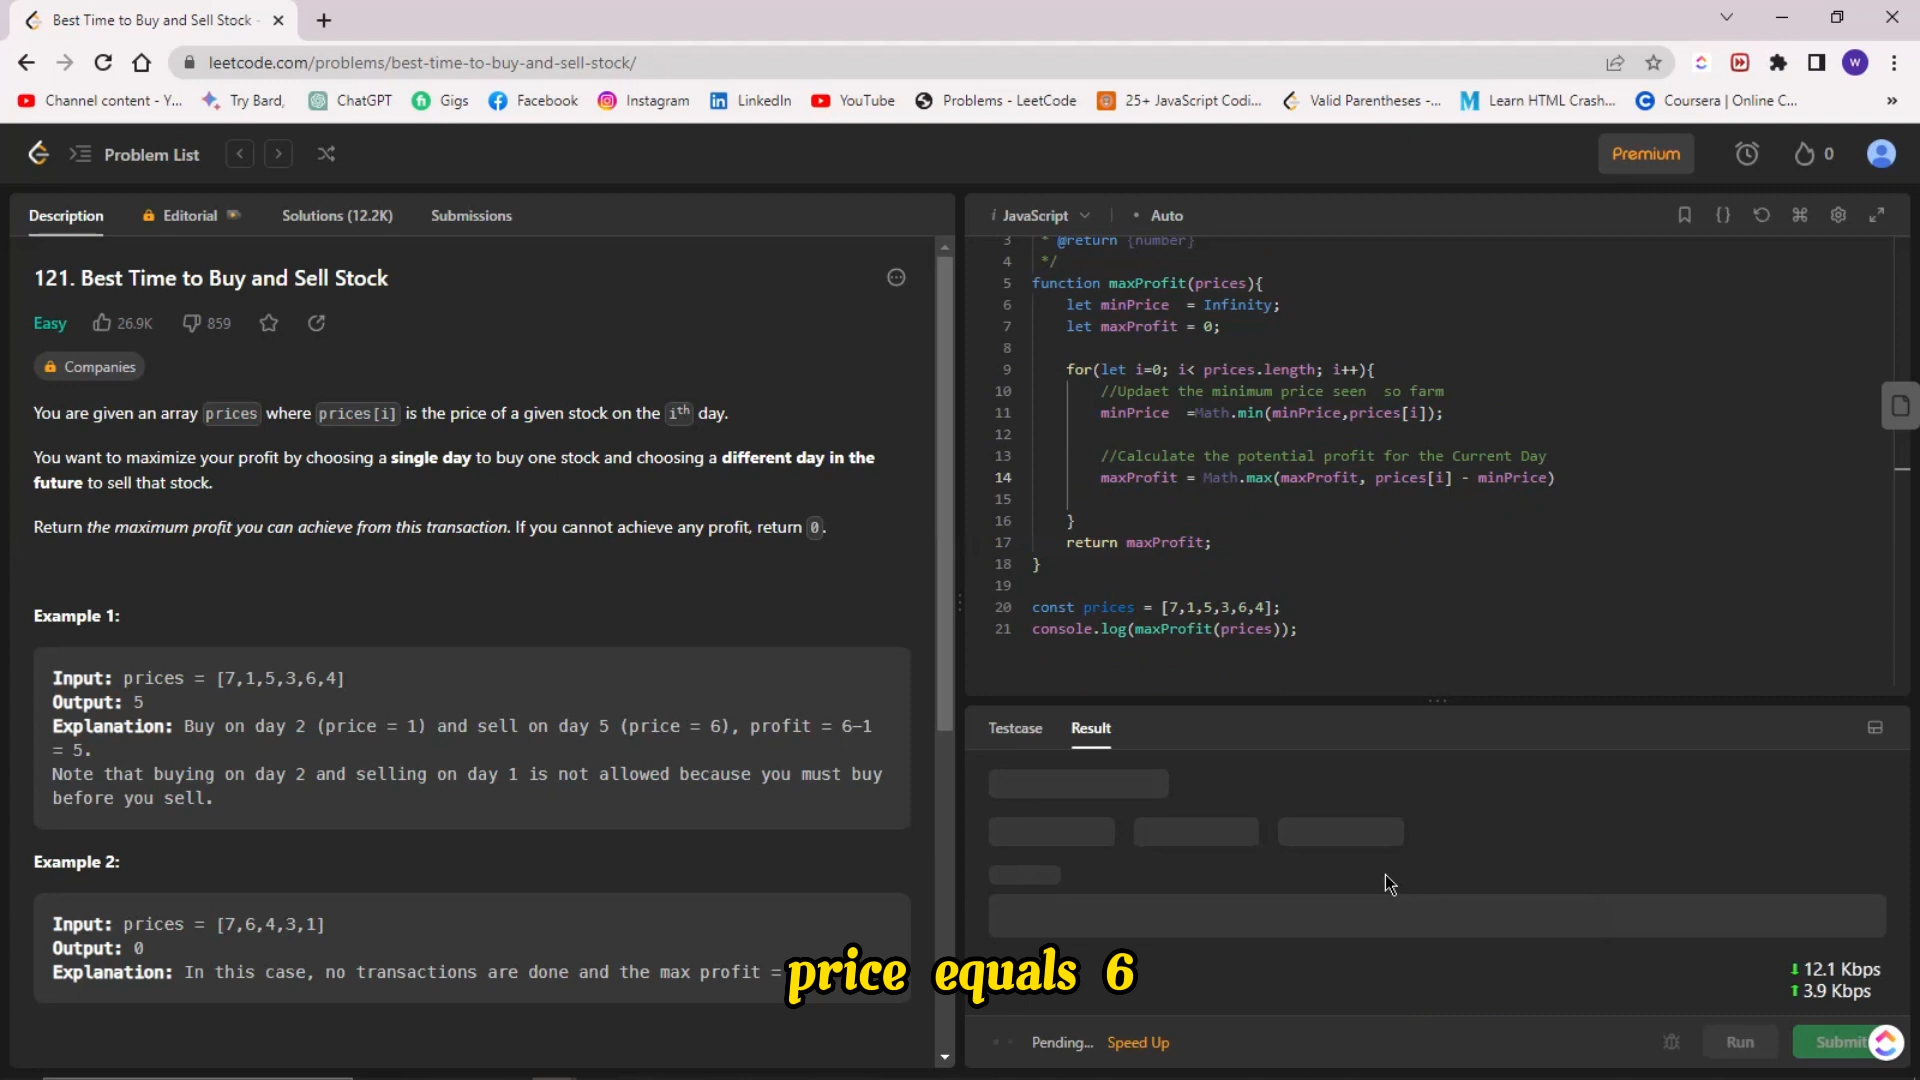 Best Time to Buy and Sell Stock -
leetcode.com/problems/best-time-to-buy-and-sell-stock/
W
Channel content - Y...
Try Bard,
ChatGPT
Gigs
Facebook
Instagram
LinkedIn
YouTube
Problems - LeetCode
25+ JavaScript Codi...
Valid Parentheses -...
Learn HTML Crash...
Coursera | Online C...
Problem List
Premium
0
Description
Editorial
Solutions (12.2K)
Submissions
121. Best Time to Buy and Sell Stock
Easy
26.9K
859
Companies
You are given an array prices where prices[i] is the price of a given stock on the ith day.
You want to maximize your profit by choosing a single day to buy one stock and choosing a different day in the
future to sell that stock.
Return the maximum profit you can achieve from this transaction. If you cannot achieve any profit, return 0.
Example 1:
Input: prices = [7,1,5,3,6,4]
Output: 5
Explanation: Buy on day 2 (price = 1) and sell on day 5 (price = 6), profit = 6-1
= 5.
Note that buying on day 2 and selling on day 1 is not allowed because you must buy
before you sell.
Example 2:
Input: prices = [7,6,4,3,1]
Output: 0
Explanation: In this case, no transactions are done and the max profit =
i JavaScript
Auto
3 * @return {number}
4 */
5 function maxProfit(prices){
6 let minPrice = Infinity;
7 let maxProfit = 0;
8
9 for(let i=0; i< prices.length; i++){
10 //Updaet the minimum price seen so farm
11 minPrice =Math.min(minPrice,prices[i]);
12
13 //Calculate the potential profit for the Current Day
14 maxProfit = Math.max(maxProfit, prices[i] - minPrice)
15
16 }
17 return maxProfit;
18 }
19
20 const prices = [7,1,5,3,6,4];
21 console.log(maxProfit(prices));
Testcase
Result
price equals 6
12.1 Kbps
3.9 Kbps
Pending...
Speed Up
Run
Submit